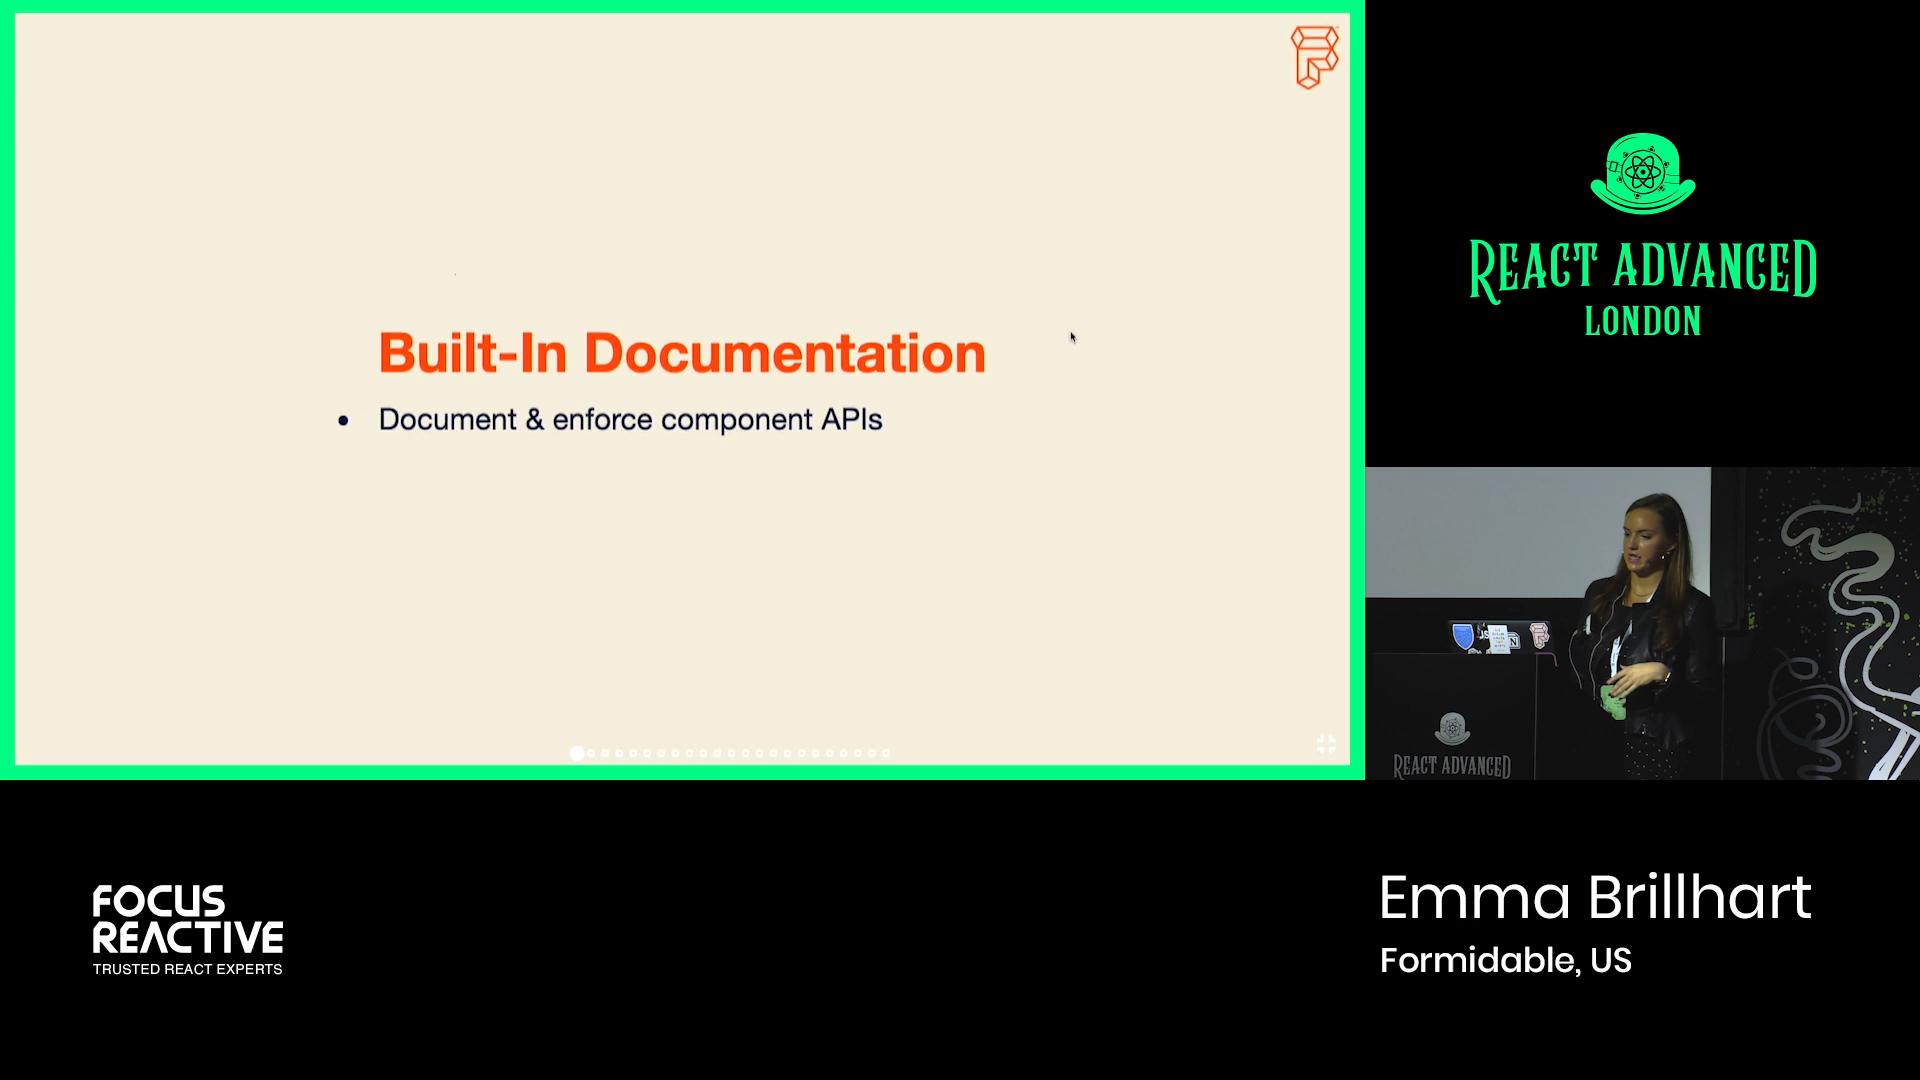 Built-In Documentation
• Document & enforce component APIs
REACT ADVANCED
LONDON
REACT ADVANCED
FOCUS
REACTIVE
TRUSTED REACT EXPERTS
Emma Brillhart
Formidable, US